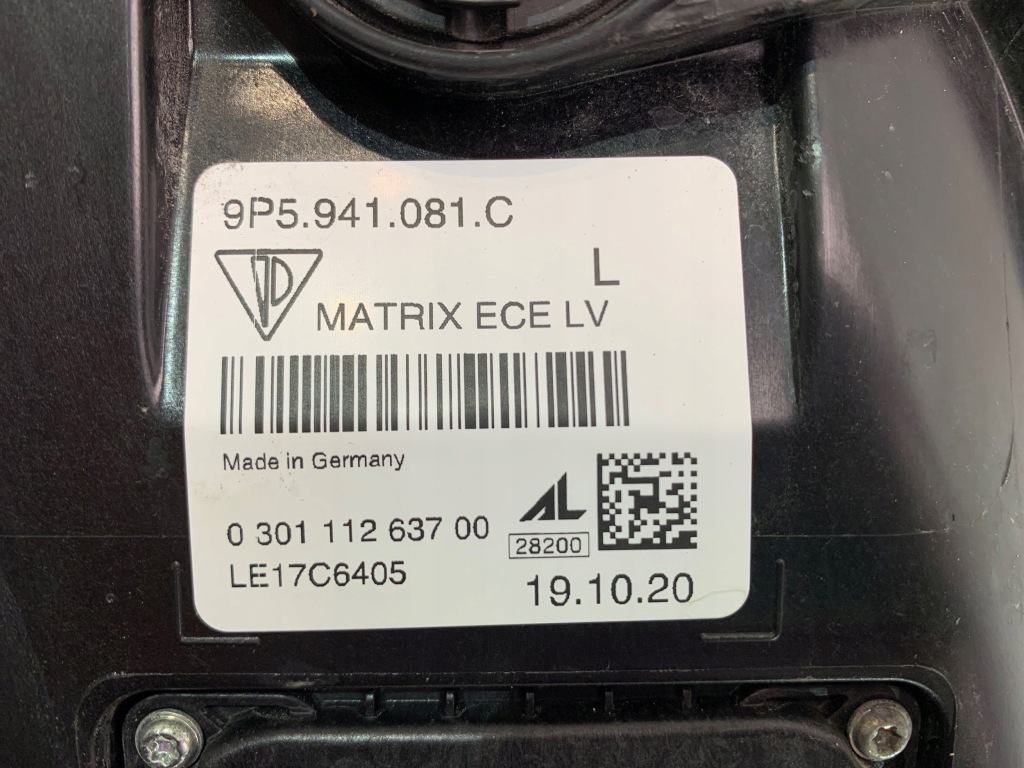 9P5.941.081.C
L
MATRIX ECE LV
Made in Germany
AL
0 301 112 637 00
28200
LE17C6405
19.10.20